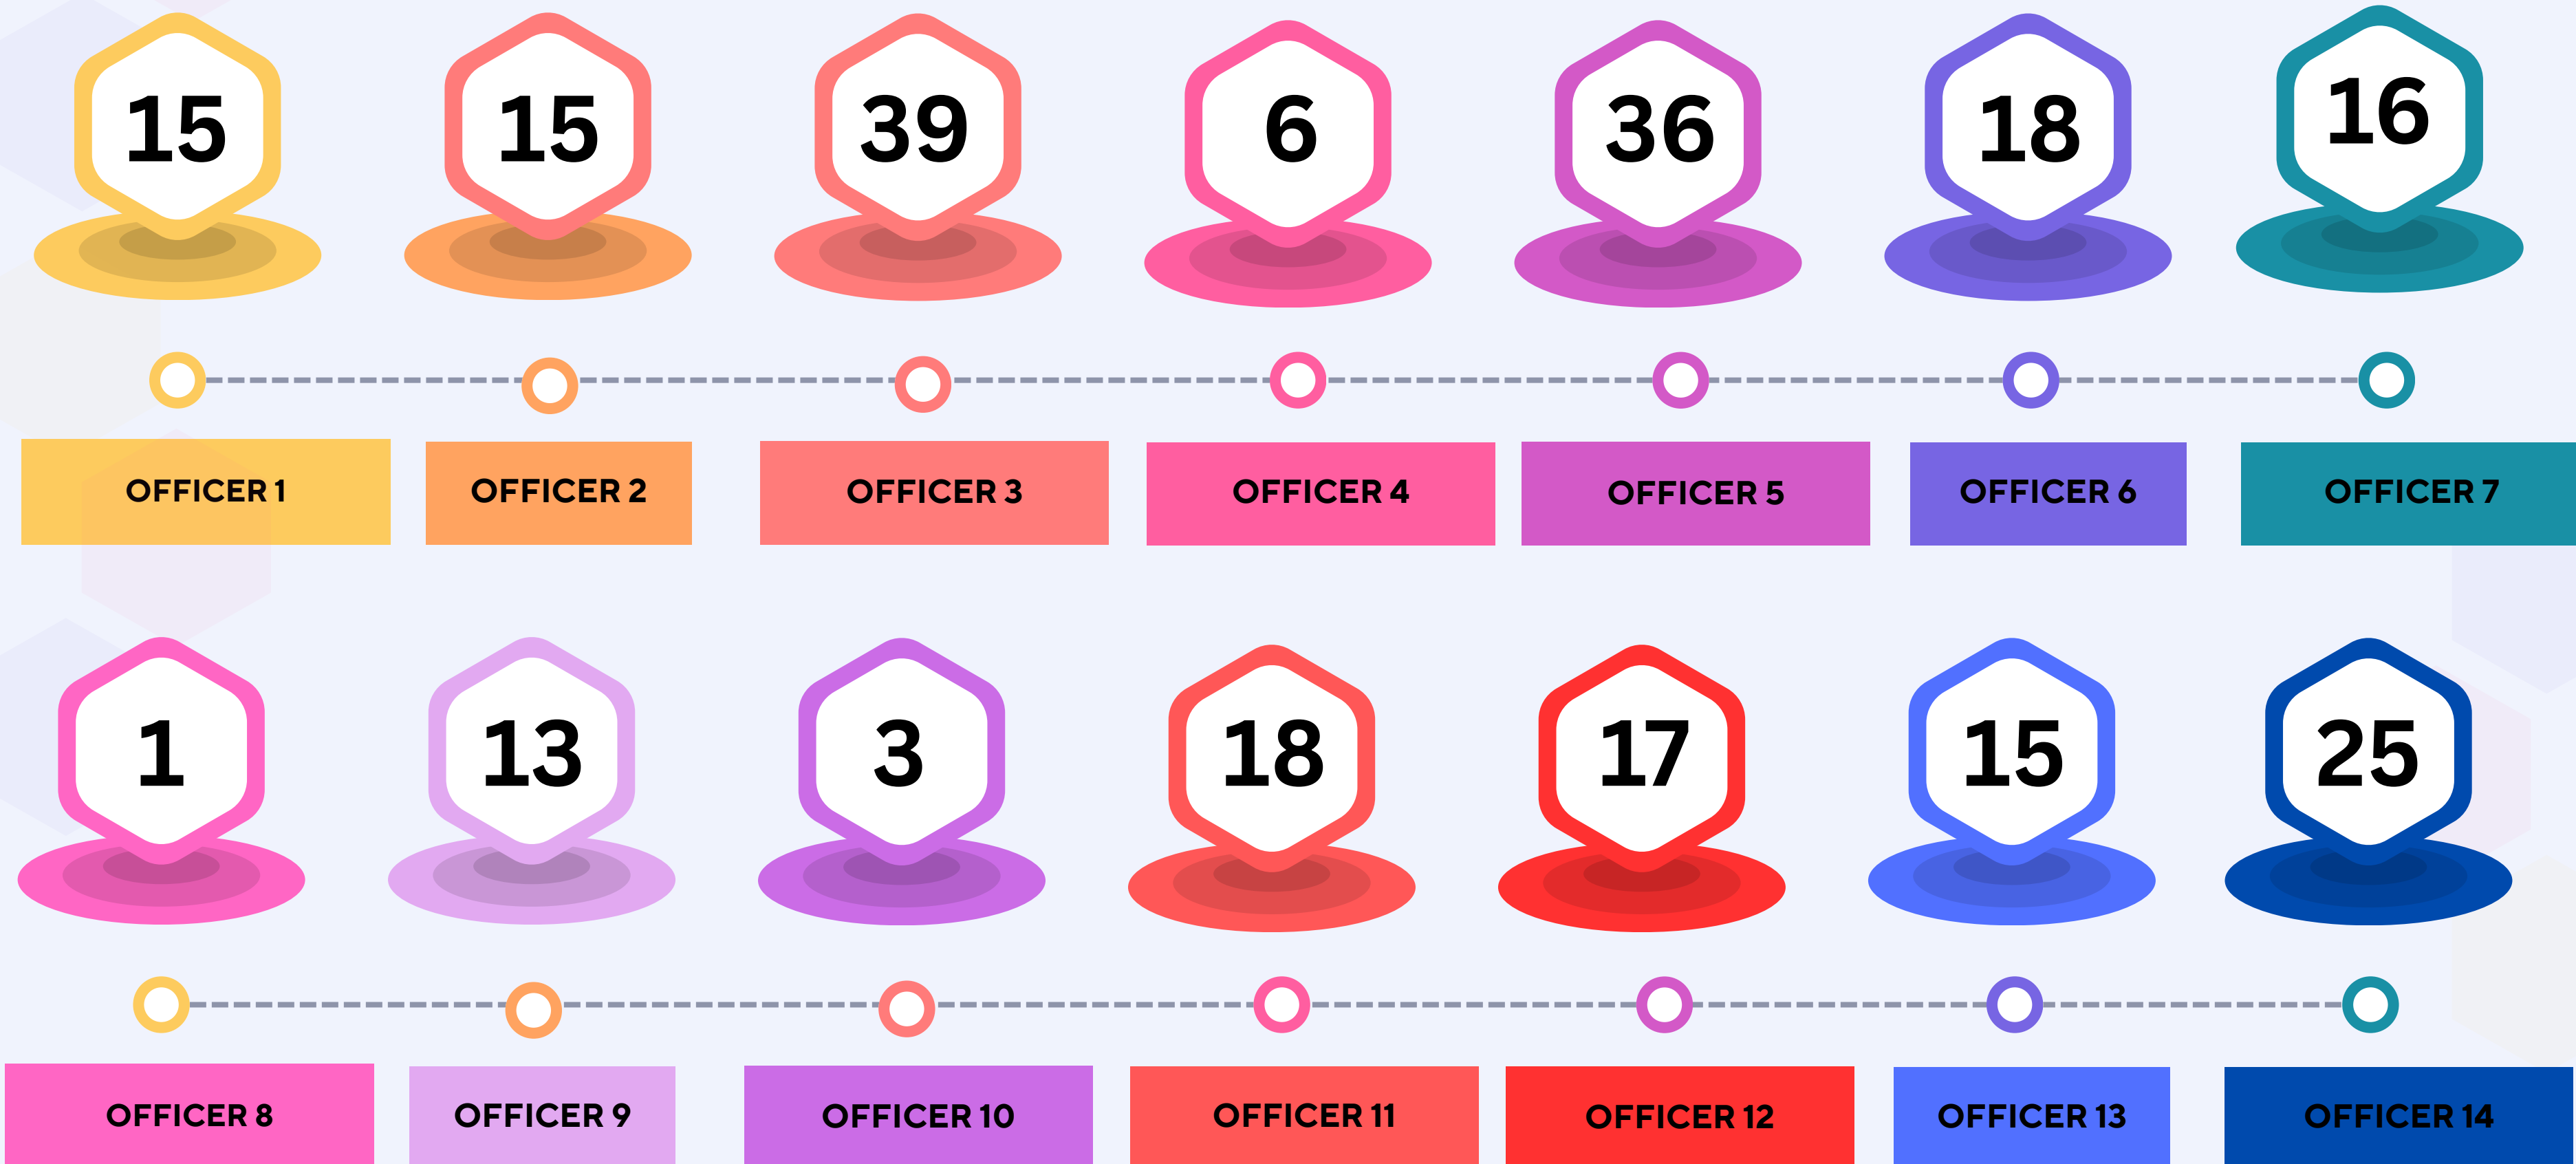 15 15 39 6 36 18 16
OFFICER 1 OFFICER 2 OFFICER 3 OFFICER 4 OFFICER 5 OFFICER 6 OFFICER 7
1 13 3 18 17 15 25
OFFICER 8 OFFICER 9 OFFICER 10 OFFICER 11 OFFICER 12 OFFICER 13 OFFICER 14